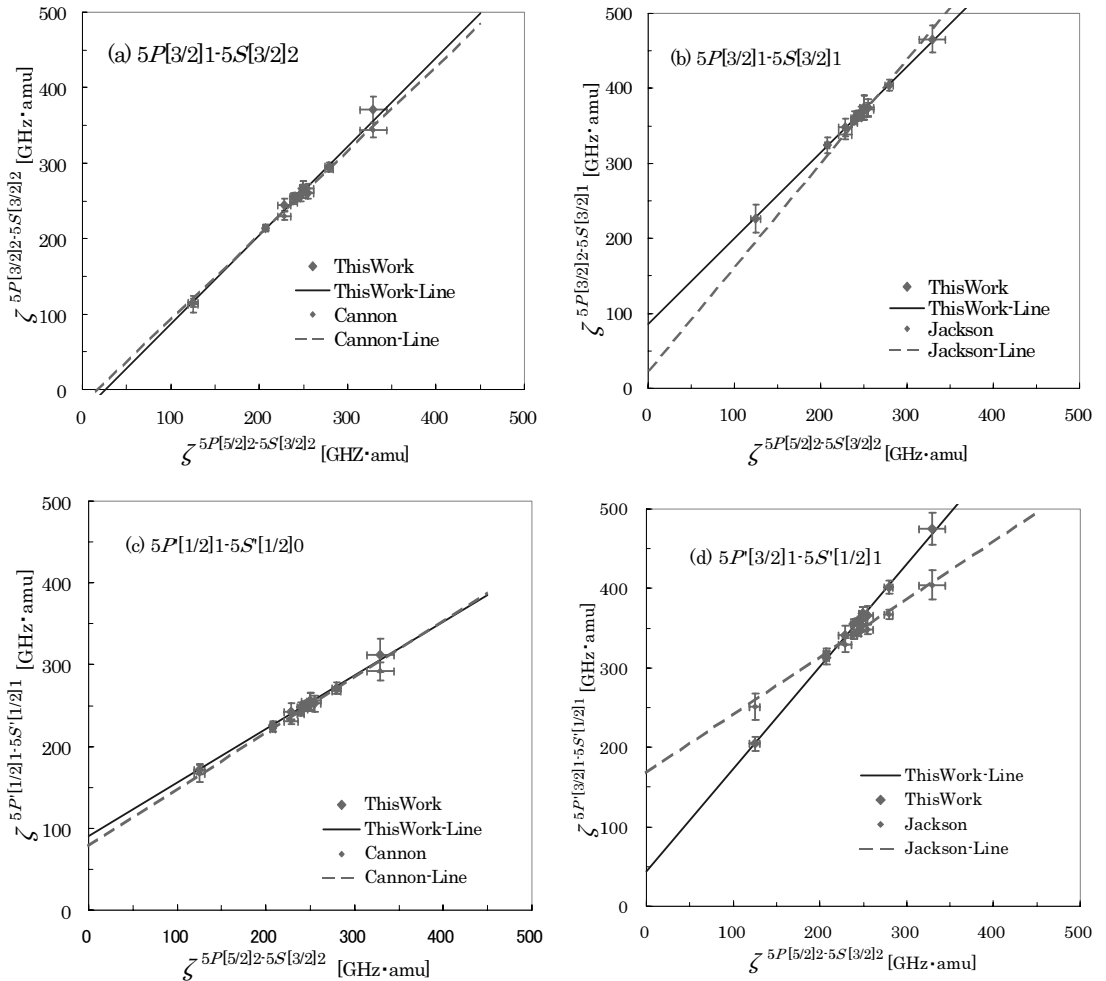 (a) 5P[3/2]1-5S[3/2]2
500
400
300
200
100
0
ζ 5P[3/2]2-5S[3/2]2 [GHz・amu]
ThisWork
ThisWork-Line
Cannon
Cannon-Line
0 100 200 300 400 500
ζ 5P[5/2]2-5S[3/2]2 [GHZ・amu]
(b) 5P[3/2]1-5S[3/2]1
500
400
300
200
100
0
ζ 5P[3/2]2-5S[3/2]1 [GHz・amu]
ThisWork
ThisWork-Line
Jackson
Jackson-Line
0 100 200 300 400 500
ζ 5P[5/2]2-5S[3/2]2 [GHz・amu]
(c) 5P'[1/2]1-5S'[1/2]0
500
400
300
200
100
0
ζ 5P'[1/2]1-5S'[1/2]1 [GHz・amu]
ThisWork
ThisWork-Line
Cannon
Cannon-Line
0 100 200 300 400 500
ζ 5P[5/2]2-5S[3/2]2 [GHz・amu]
(d) 5P'[3/2]1-5S'[1/2]1
500
400
300
200
100
0
ζ 5P'[3/2]1-5S'[1/2]1 [GHz・amu]
ThisWork-Line
ThisWork
Jackson
Jackson-Line
0 100 200 300 400 500
ζ 5P[5/2]2-5S[3/2]2 [GHz・amu]